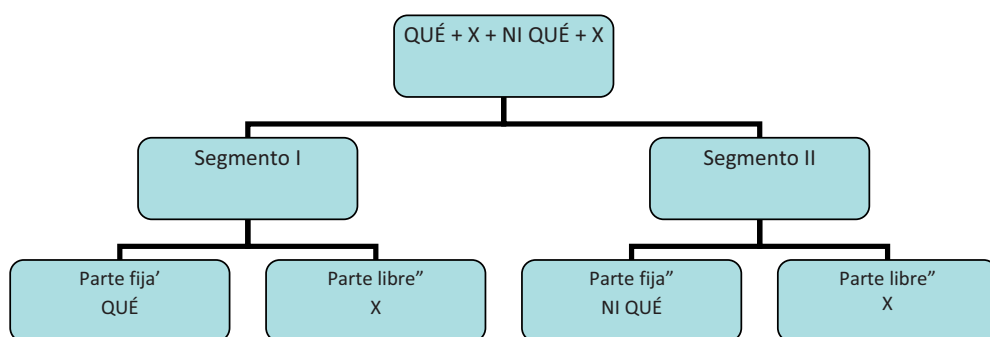 QUÉ + X + NI QUÉ + X
Segmento I
Segmento II
Parte fija’
QUÉ
Parte libre”
X
Parte fija”
NI QUÉ
Parte libre”
X